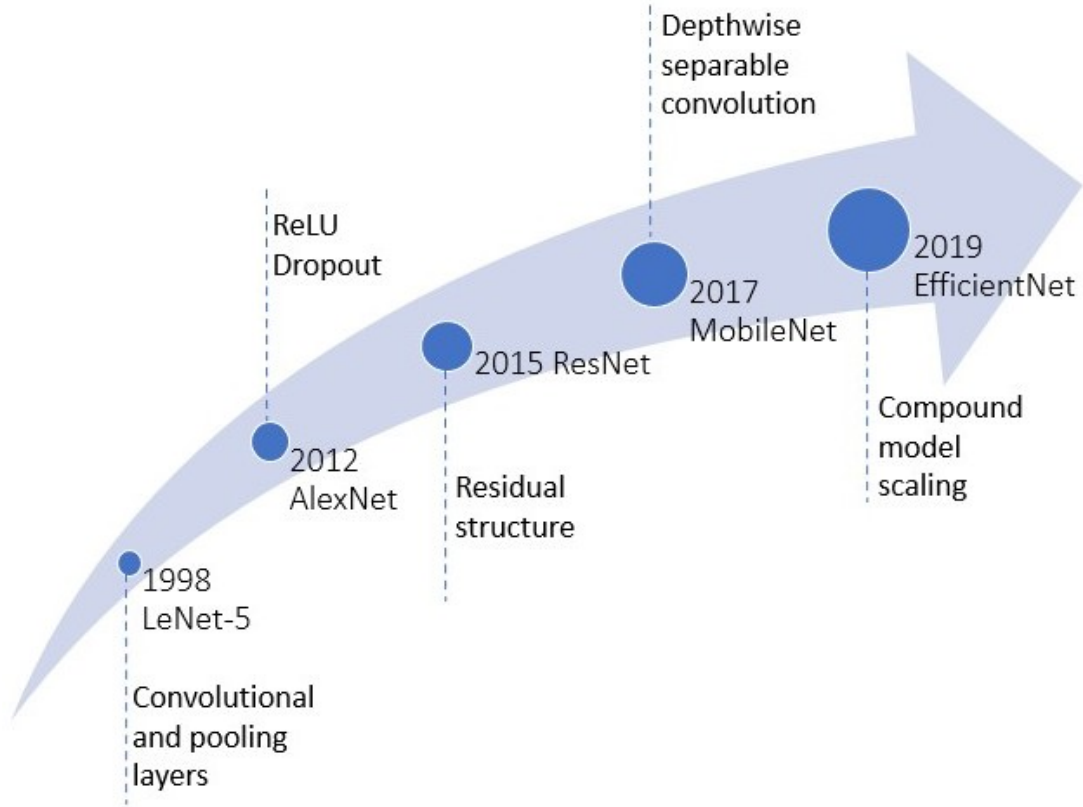 Depthwise
separable
convolution
ReLU
Dropout
2019
EfficientNet
2017
MobileNet
2015 ResNet
Compound
model
scaling
2012
AlexNet
Residual
structure
1998
LeNet-5
Convolutional
and pooling
layers